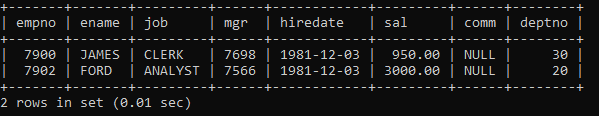 +-------+-------+---------+------+------------+---------+------+--------+
| empno | ename | job     | mgr  | hiredate   | sal     | comm | deptno |
+-------+-------+---------+------+------------+---------+------+--------+
|  7900 | JAMES | CLERK   | 7698 | 1981-12-03 |  950.00 | NULL |     30 |
|  7902 | FORD  | ANALYST | 7566 | 1981-12-03 | 3000.00 | NULL |     20 |
+-------+-------+---------+------+------------+---------+------+--------+
2 rows in set (0.01 sec)